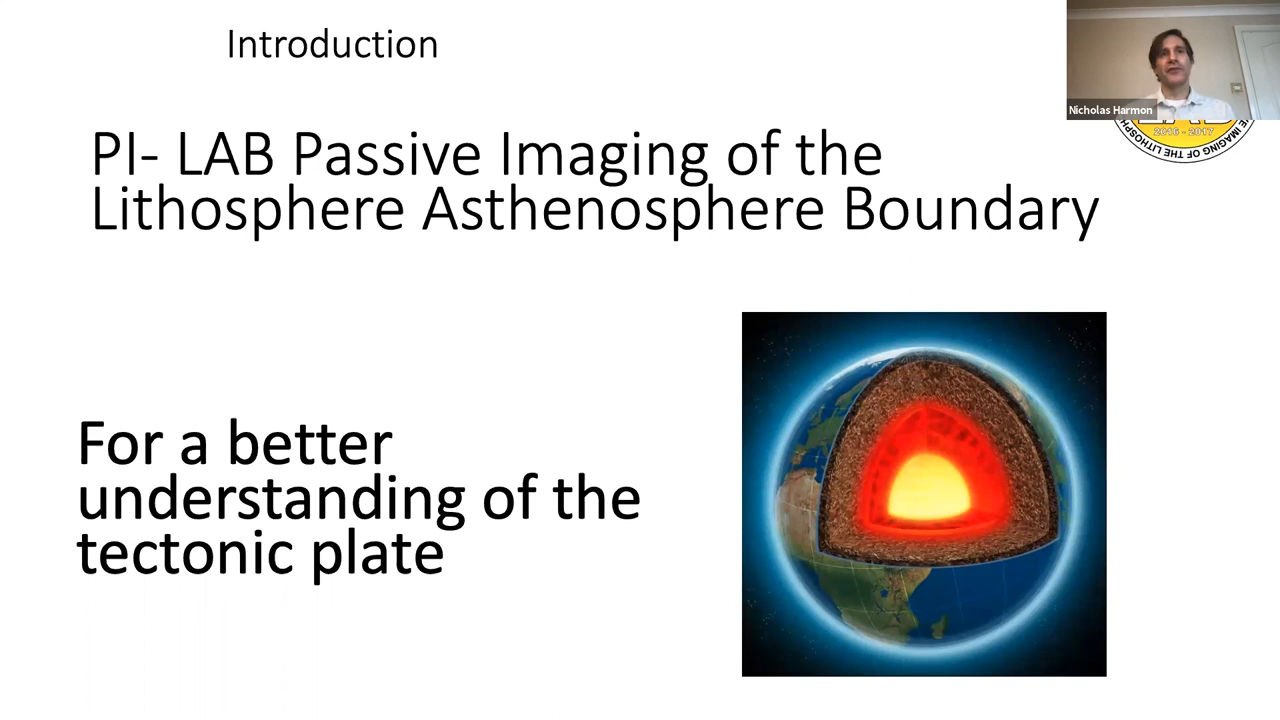 Introduction
Nicholas Harmon
PI- LAB Passive Imaging of the
Lithosphere Asthenosphere Boundary
2016 - 2017
IMAGING OF THE
For a better
understanding of the
tectonic plate